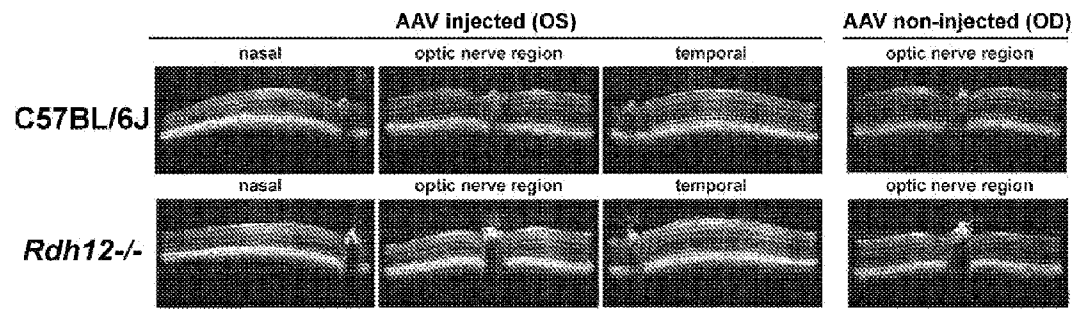 AAV injected (OS) AAV non-injected (OD)
nasal optic nerve region temporal optic nerve region
C57BL/6J
nasal optic nerve region temporal optic nerve region
Rdh12-/-